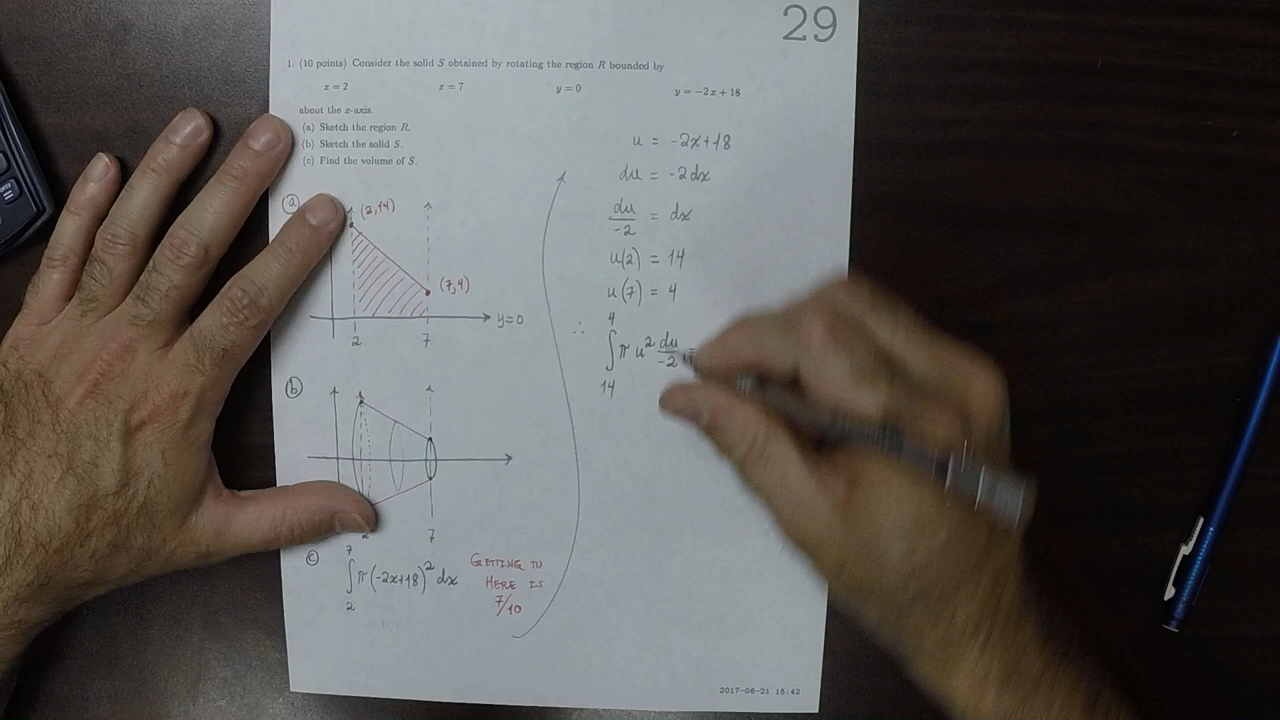 29
1. (10 points) Consider the solid S obtained by rotating the region R bounded by
x = 2 x = 7 y = 0 y = −2x + 18
about the x-axis.
(a) Sketch the region R.
(b) Sketch the solid S.
(c) Find the volume of S.
a
(2,14)
(7,4)
y=0
2 7
b
7
c
7
∫ π(-2x+18)² dx
2
GETTING TO
HERE IS
7/10
u = -2x+18
du = -2dx
du/-2 = dx
u(2) = 14
u(7) = 4
4
∴ ∫ π u² du/-2
14
2017-06-21 15:42